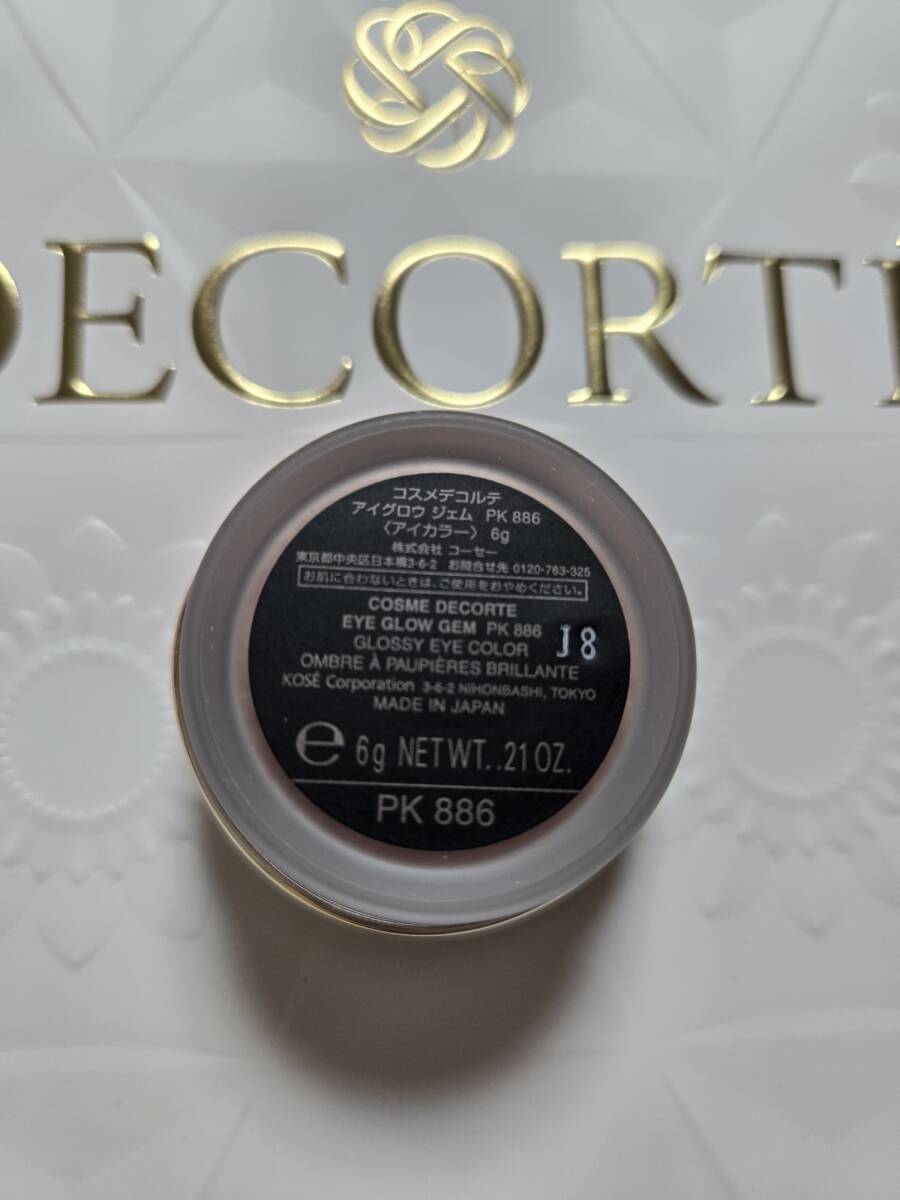 DECORTÉ
コスメデコルテ
アイグロウ ジェム PK 886
〈アイカラー〉 6g
株式会社 コーセー
東京都中央区日本橋3-6-2 お問合せ先 0120-763-325
お肌に合わないときは、ご使用をおやめください。
COSME DECORTE
EYE GLOW GEM PK 886
J8
GLOSSY EYE COLOR
OMBRE À PAUPIÈRES BRILLANTE
KOSÉ Corporation 3-6-2 NIHONBASHI, TOKYO
MADE IN JAPAN
e 6g NET WT. .21 OZ.
PK 886